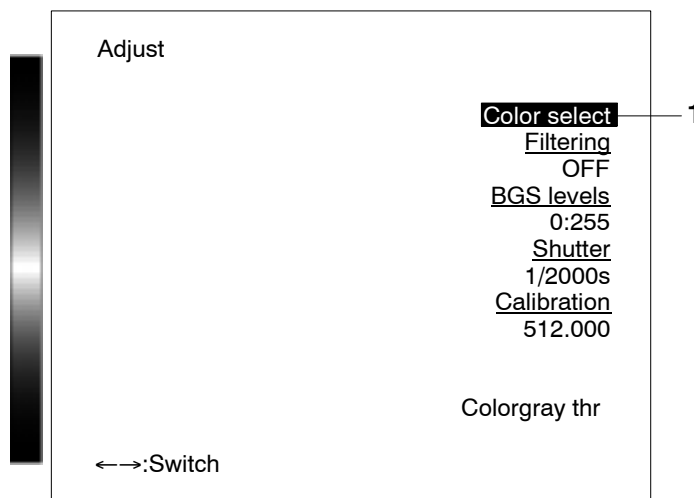 Adjust
Color select
1
Filtering
OFF
BGS levels
0:255
Shutter
1/2000s
Calibration
512.000
Colorgray thr
←→:Switch